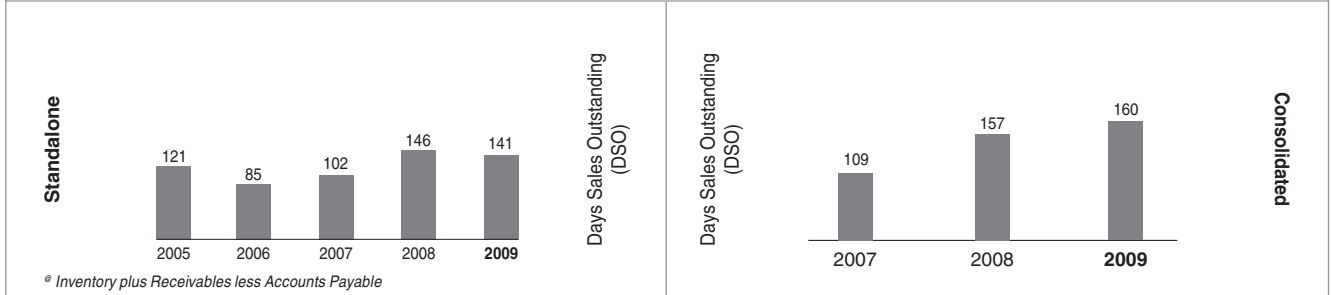 Standalone
121
85
102
146
141
2005 2006 2007 2008 2009
@ Inventory plus Receivables less Accounts Payable
Days Sales Outstanding
(DSO)
Days Sales Outstanding
(DSO)
109
157
160
2007 2008 2009
Consolidated